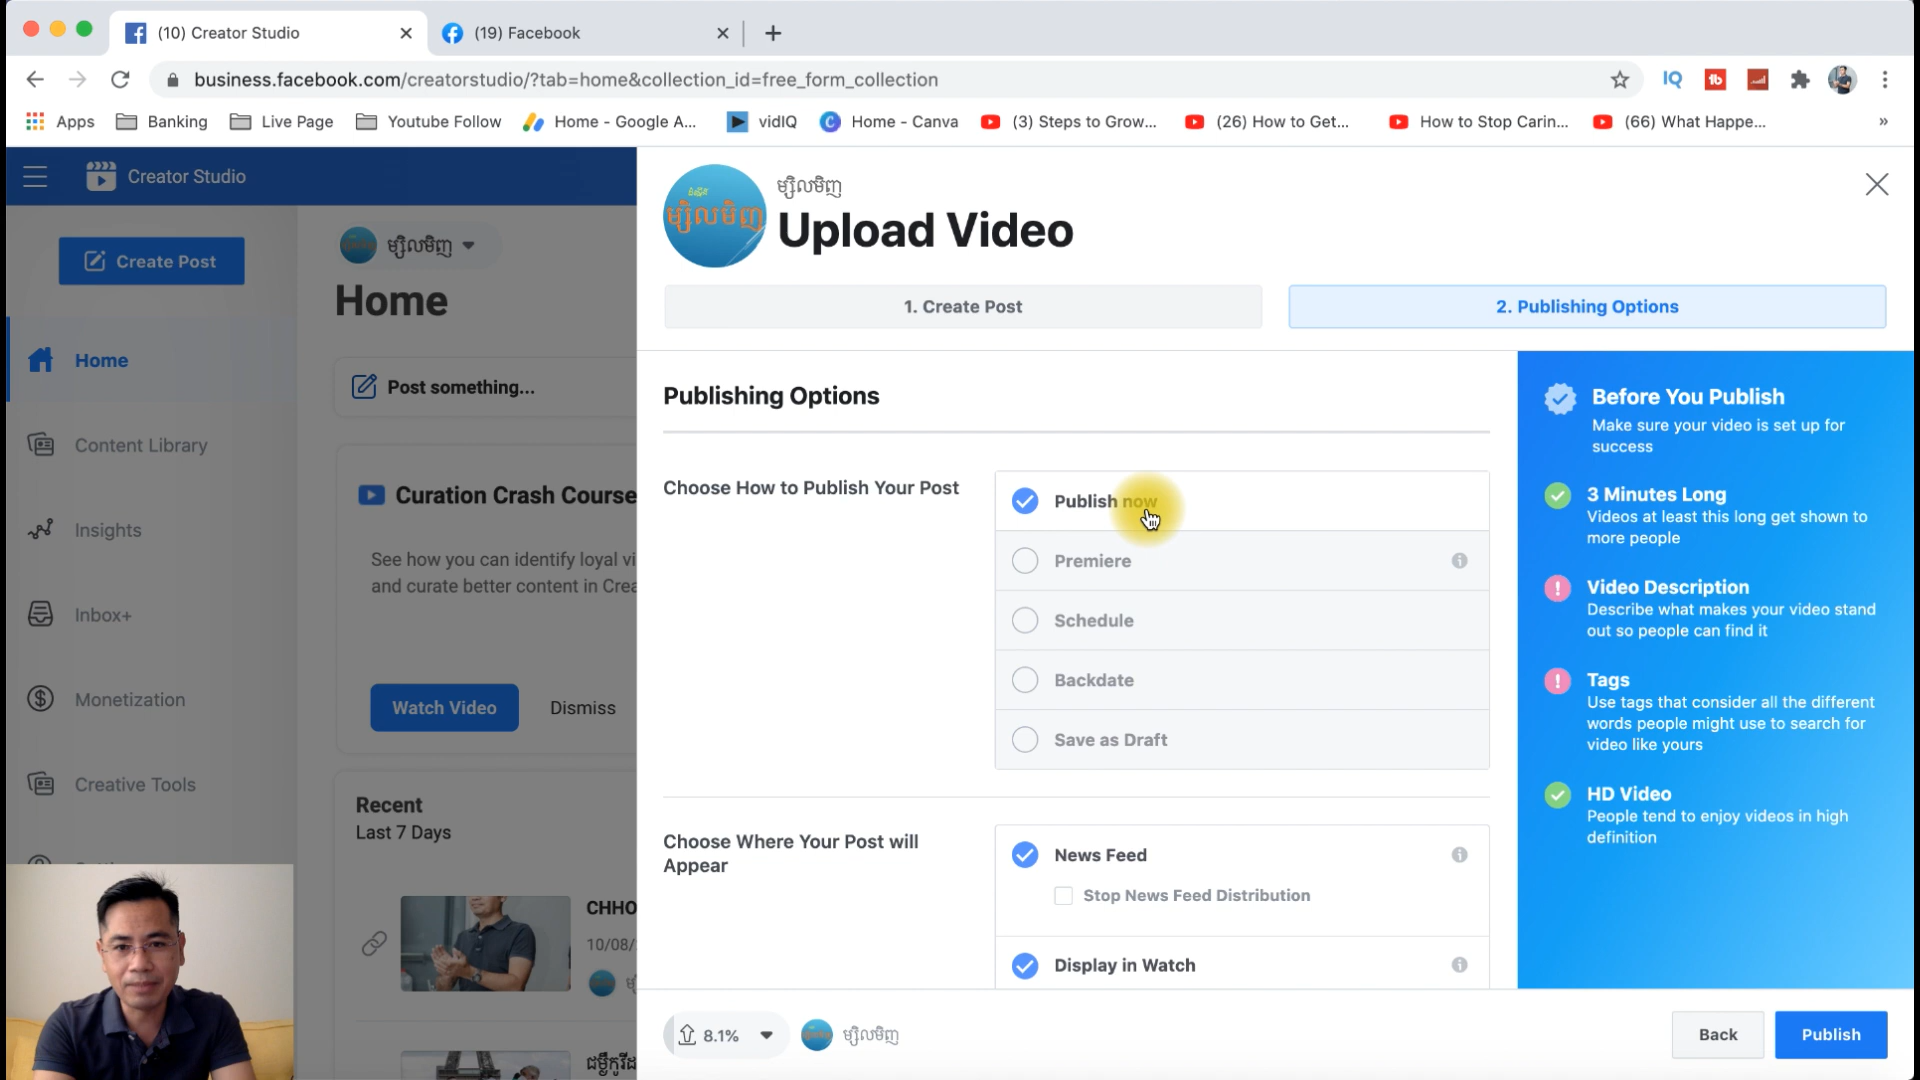 (10) Creator Studio
(19) Facebook
business.facebook.com/creatorstudio/?tab=home&collection_id=free_form_collection
Apps
Banking
Live Page
Youtube Follow
Home - Google A...
vidIQ
Home - Canva
(3) Steps to Grow...
(26) How to Get...
How to Stop Carin...
(66) What Happe...
»
Creator Studio
Create Post
Home
Content Library
Insights
Inbox+
Monetization
Creative Tools
ម្សិលមិញ
Home
Post something...
Curation Crash Course
See how you can identify loyal vi
and curate better content in Crea
Watch Video
Dismiss
Recent
Last 7 Days
CHHO
10/08/
ម្សិលមិញ
ម្សិលមិញ
Upload Video
1. Create Post
2. Publishing Options
Publishing Options
Choose How to Publish Your Post
Publish now
Premiere
Schedule
Backdate
Save as Draft
Choose Where Your Post will
Appear
News Feed
Stop News Feed Distribution
Display in Watch
Before You Publish
Make sure your video is set up for
success
3 Minutes Long
Videos at least this long get shown to
more people
Video Description
Describe what makes your video stand
out so people can find it
Tags
Use tags that consider all the different
words people might use to search for
video like yours
HD Video
People tend to enjoy videos in high
definition
8.1%
ម្សិលមិញ
Back
Publish